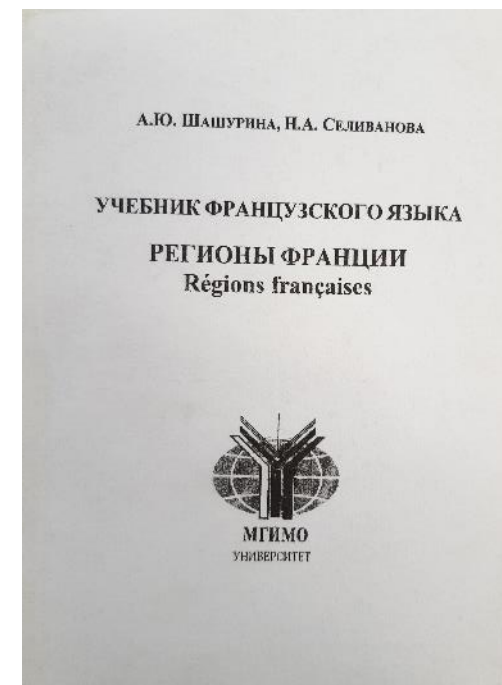 А.Ю. Шашурина, Н.А. Селиванова
УЧЕБНИК ФРАНЦУЗСКОГО ЯЗЫКА
РЕГИОНЫ ФРАНЦИИ
Régions françaises
МГИМО
УНИВЕРСИТЕТ